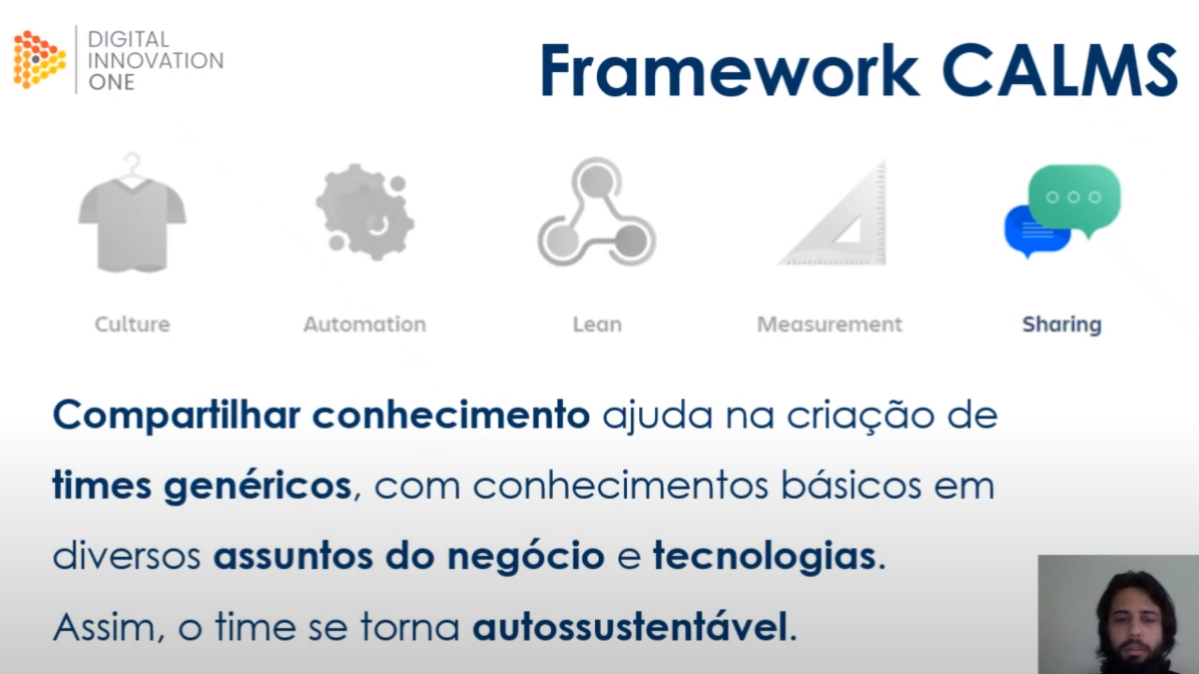 DIGITAL
INNOVATION
ONE
Framework CALMS
Culture
Automation
Lean
Measurement
Sharing
Compartilhar conhecimento ajuda na criação de
times genéricos, com conhecimentos básicos em
diversos assuntos do negócio e tecnologias.
Assim, o time se torna autossustentável.